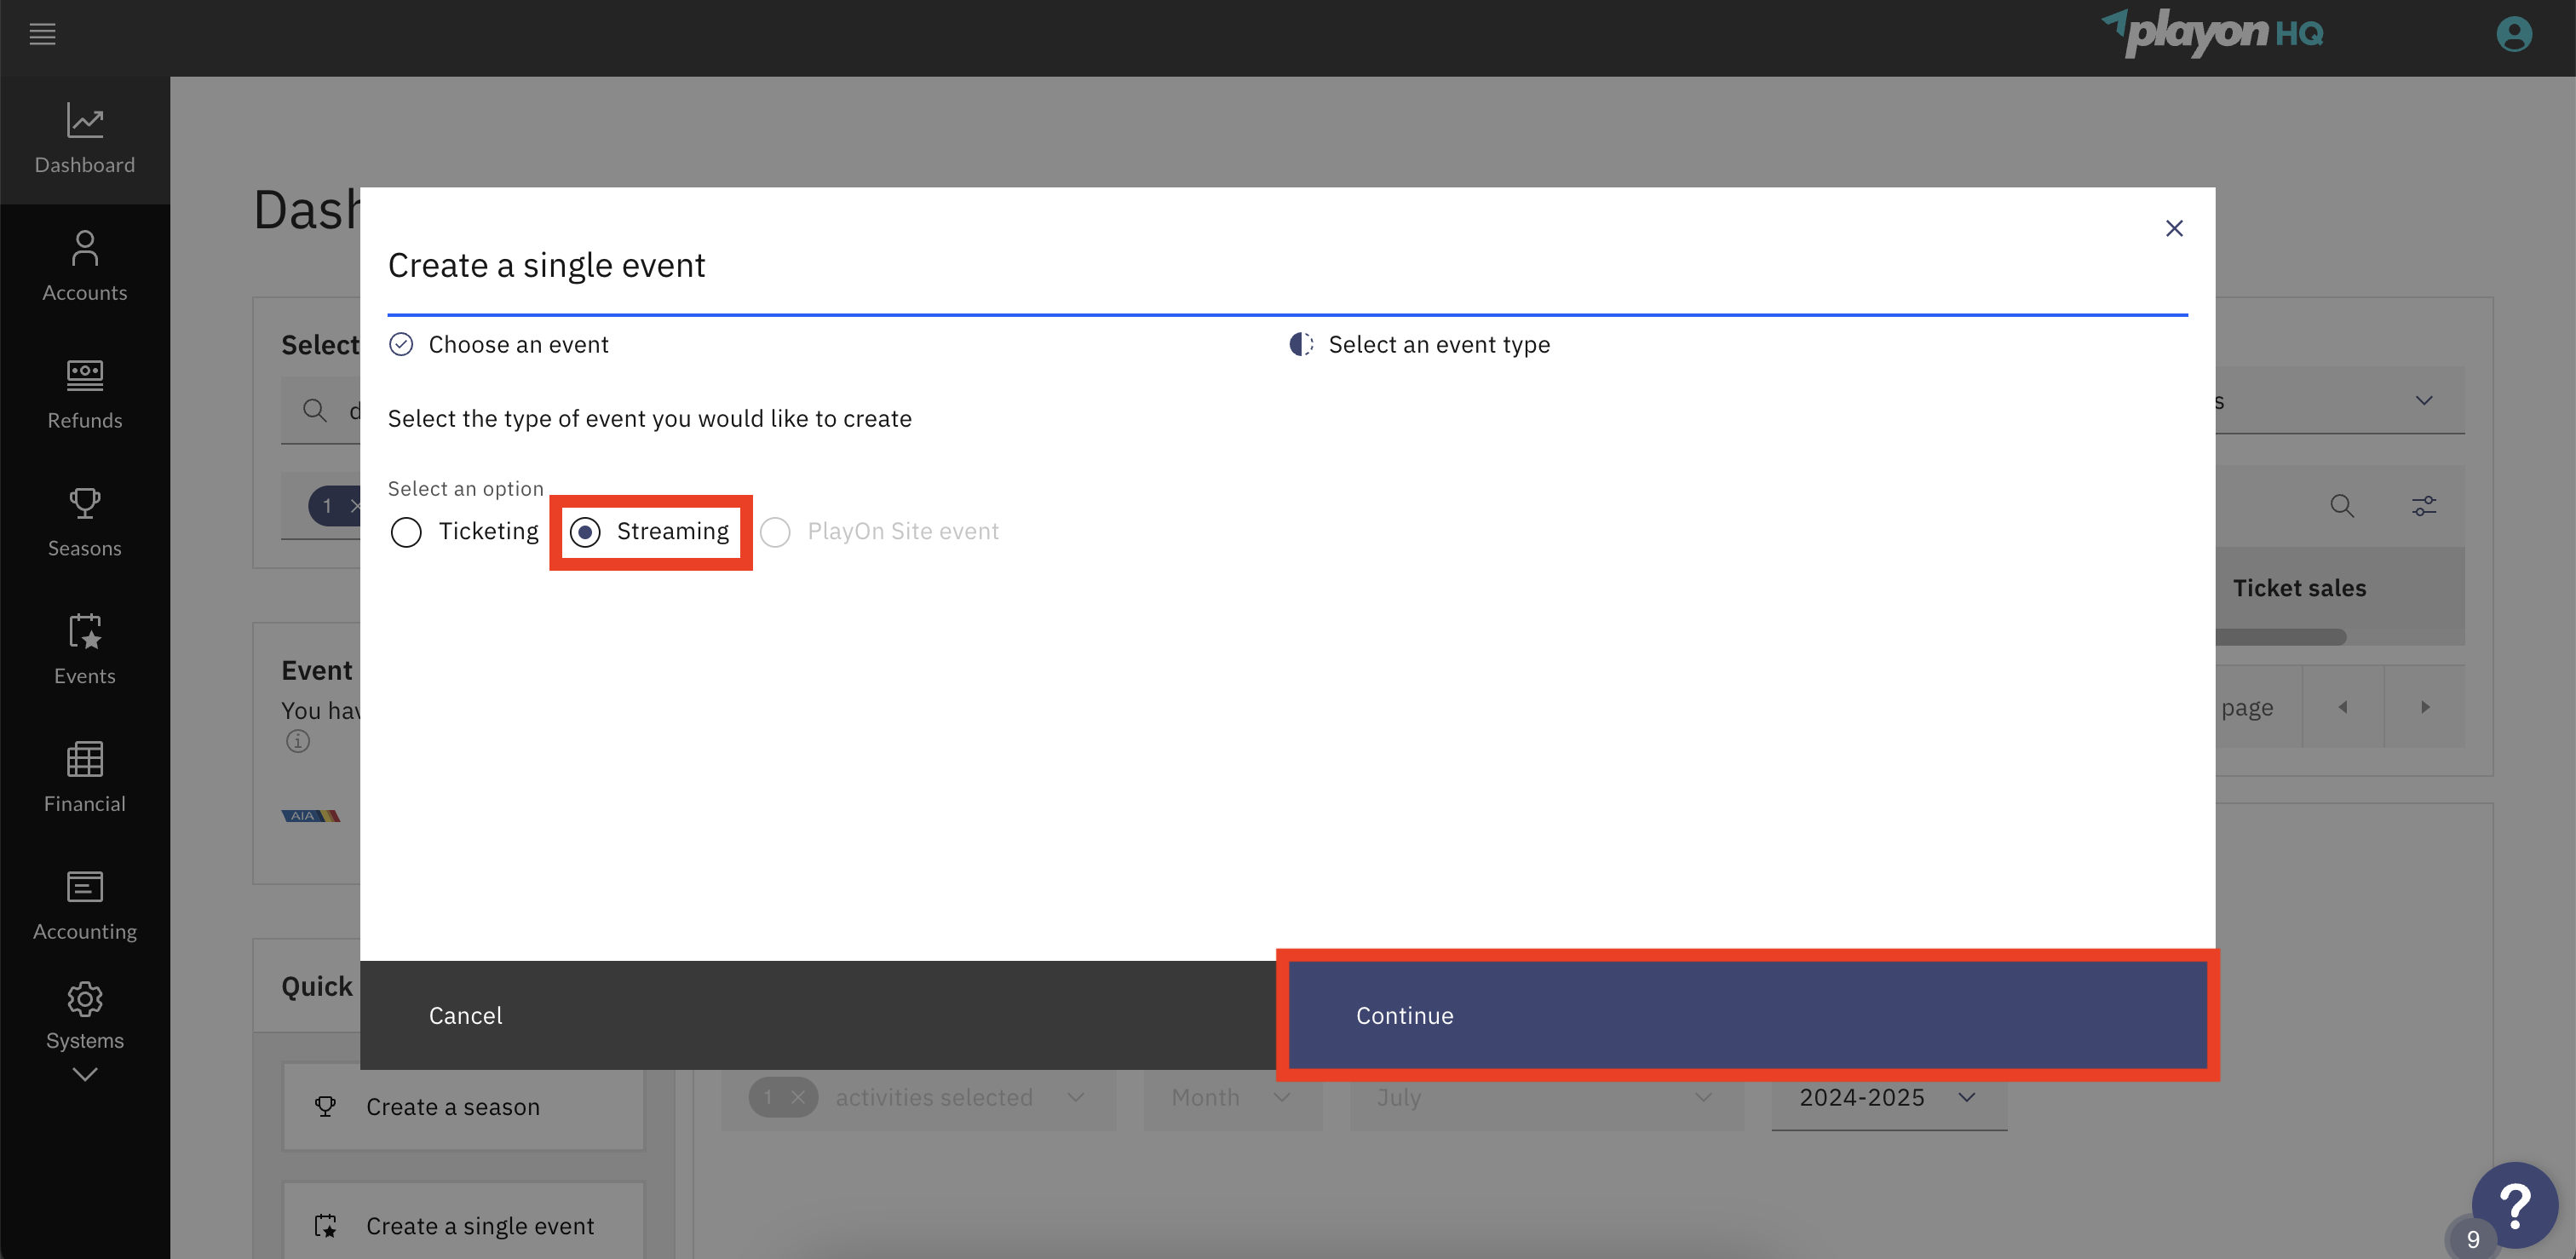 playon HQ
Dashboard
Accounts
Refunds
Seasons
Events
Financial
Accounting
Systems
Dash
Select
1
Event
You hav
AIA
Quick
Create a season
Create a single event
Create a single event
Choose an event
Select an event type
Select the type of event you would like to create
Select an option
Ticketing
Streaming
PlayOn Site event
Cancel
Continue
s
Ticket sales
page
1 activities selected
Month
July
2024-2025
?
9